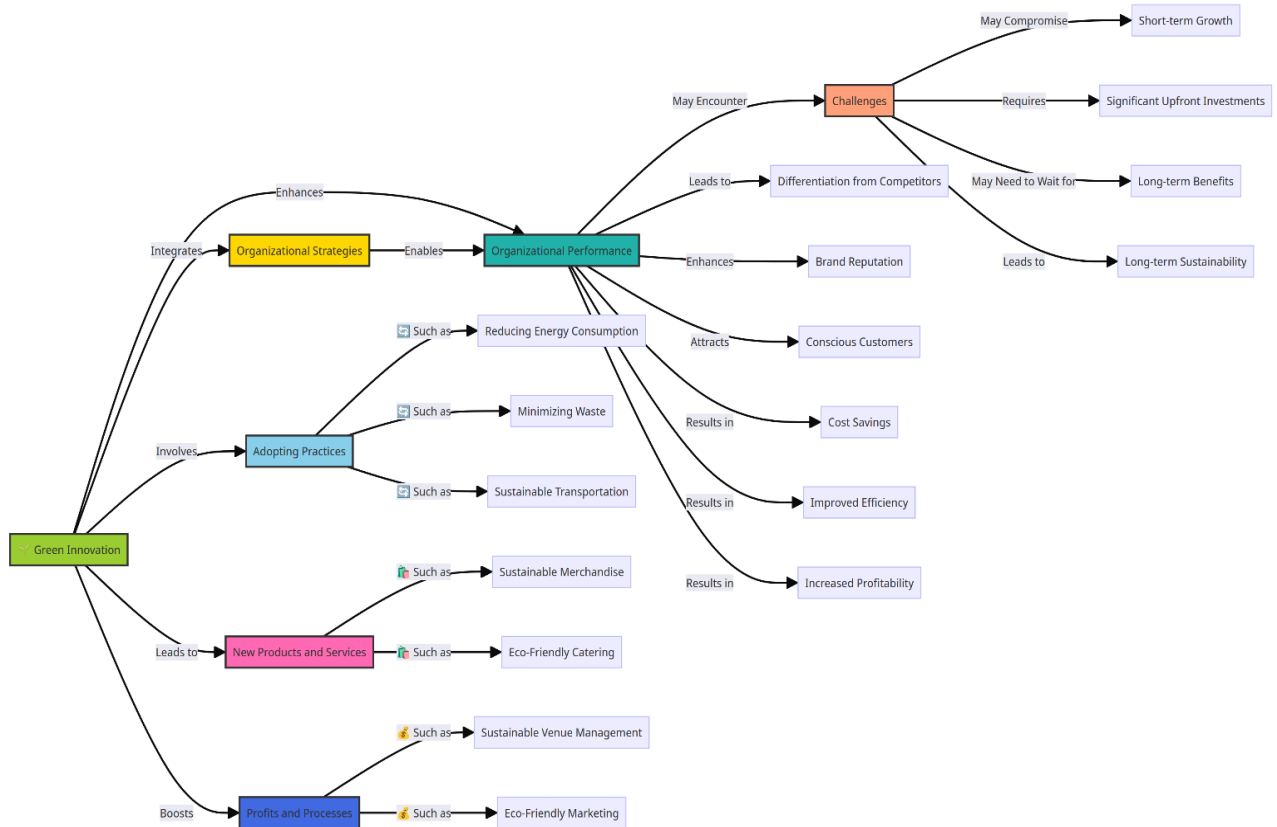 May Compromise
Short-term Growth
May Encounter
Challenges
Requires
Significant Upfront Investments
Leads to
Differentiation from Competitors
May Need to Wait for
Long-term Benefits
Enhances
Integrates
Organizational Strategies
Enables
Organizational Performance
Enhances
Brand Reputation
Leads to
Long-term Sustainability
🔄 Such as
Reducing Energy Consumption
Attracts
Conscious Customers
🔄 Such as
Minimizing Waste
Results in
Cost Savings
Involves
Adopting Practices
🔄 Such as
Sustainable Transportation
Results in
Improved Efficiency
🌱 Green Innovation
🛍️ Such as
Sustainable Merchandise
Results in
Increased Profitability
Leads to
New Products and Services
🛍️ Such as
Eco-Friendly Catering
💰 Such as
Sustainable Venue Management
Boosts
Profits and Processes
💰 Such as
Eco-Friendly Marketing